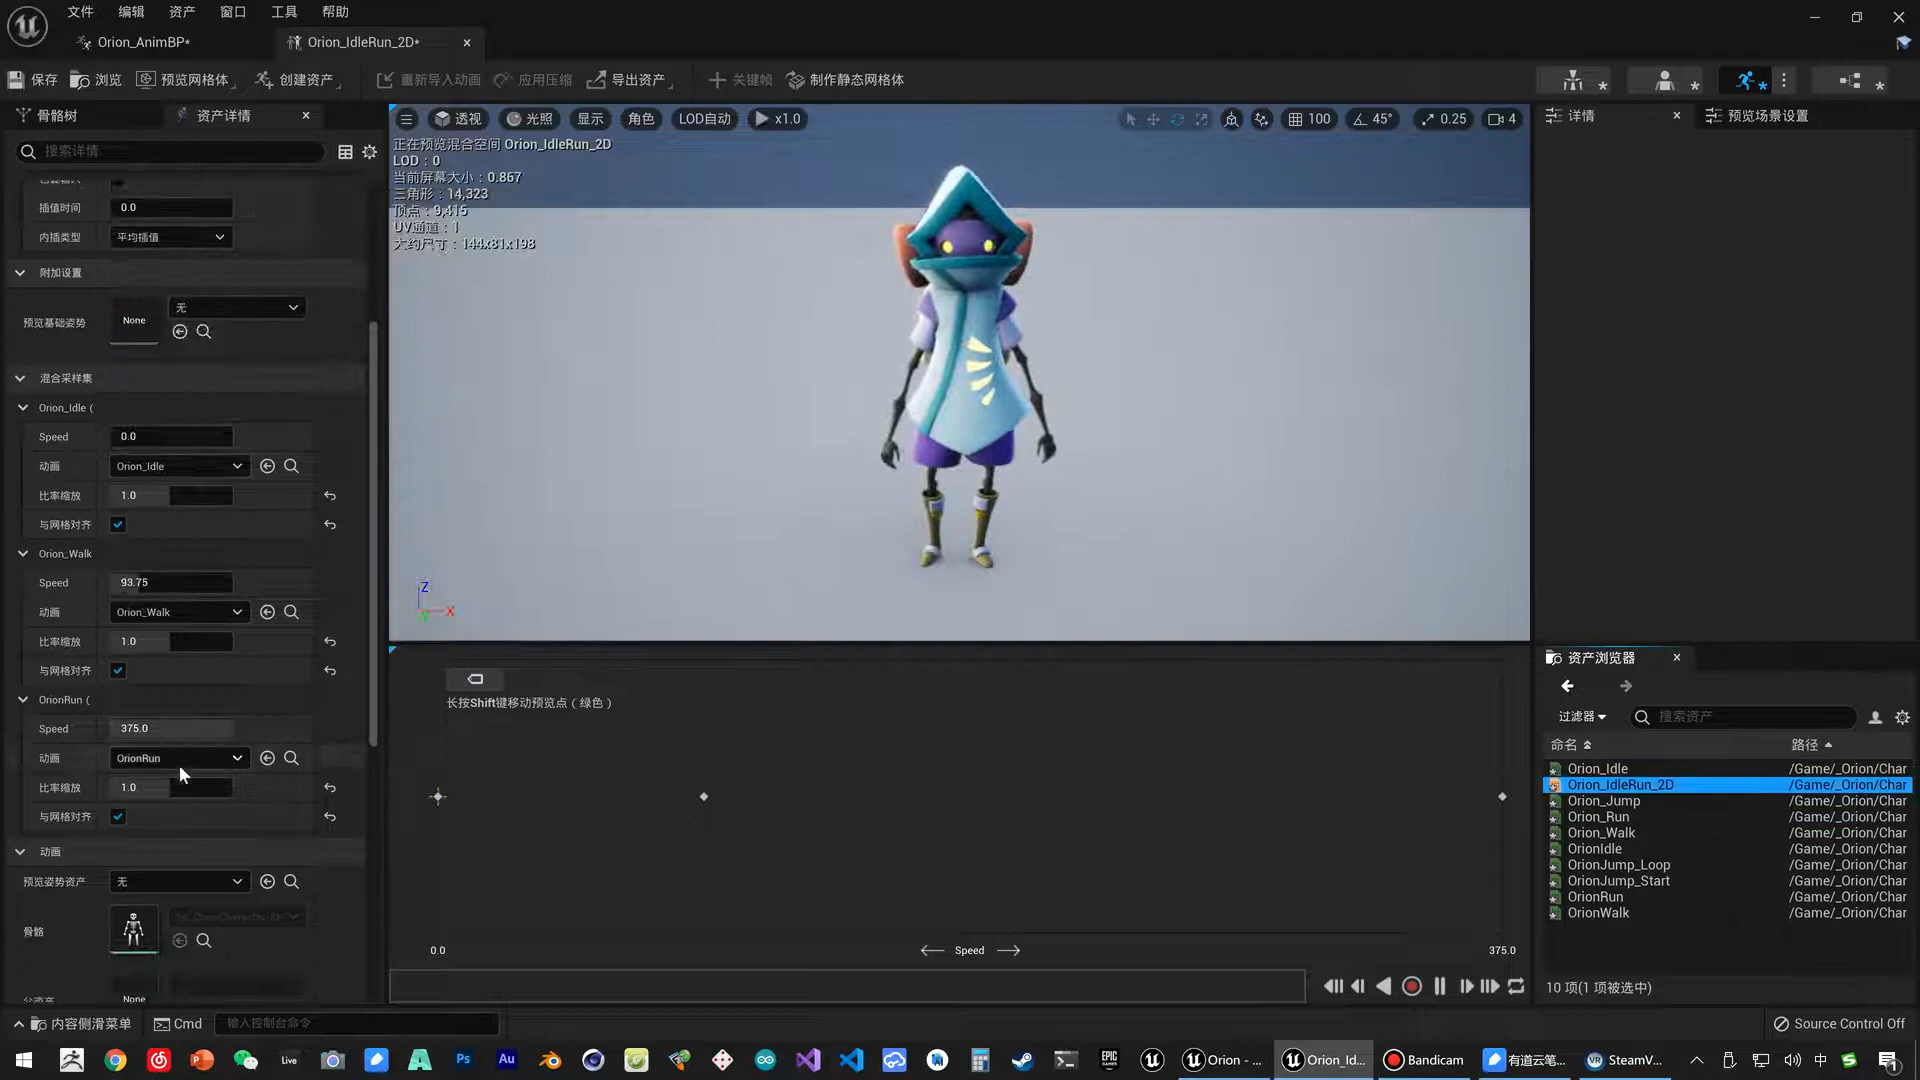 文件 编辑 资产 窗口 工具 帮助
Orion_AnimBP* Orion_IdleRun_2D*
保存 浏览 预览网格体 创建资产 重新导入动画 应用压缩 导出资产 关键帧 制作静态网格体
骨骼树 资产详情
搜索详情
插值时间 0.0
内插类型 平均插值
附加设置
预览基础姿势 None 无
混合采样集
Orion_Idle (
Speed 0.0
动画 Orion_Idle
比率缩放 1.0
与网格对齐
Orion_Walk
Speed 93.75
动画 Orion_Walk
比率缩放 1.0
与网格对齐
OrionRun (
Speed 375.0
动画 OrionRun
比率缩放 1.0
与网格对齐
动画
预览姿势资产 无
骨骼
None
透视 光照 显示 角色 LOD自动 x1.0 100 45° 0.25 4
正在预览混合空间 Orion_IdleRun_2D
LOD：0
当前屏幕大小：0.867
三角形：14,323
顶点：9,415
UV通道：1
大约尺寸：144x81x198
Z
X
Y
长按Shift键移动预览点（绿色）
0.0 Speed 375.0
详情 预览场景设置
资产浏览器
过滤器 搜索资产
命名 路径
Orion_Idle /Game/_Orion/Char
Orion_IdleRun_2D /Game/_Orion/Char
Orion_Jump /Game/_Orion/Char
Orion_Run /Game/_Orion/Char
Orion_Walk /Game/_Orion/Char
OrionIdle /Game/_Orion/Char
OrionJump_Loop /Game/_Orion/Char
OrionJump_Start /Game/_Orion/Char
OrionRun /Game/_Orion/Char
OrionWalk /Game/_Orion/Char
10 项(1 项被选中)
内容侧滑菜单 Cmd 输入控制台命令 Source Control Off
Live Ps Au EPIC GAMES Orion - ... Orion_Id... Bandicam 有道云笔... SteamV... 中 1